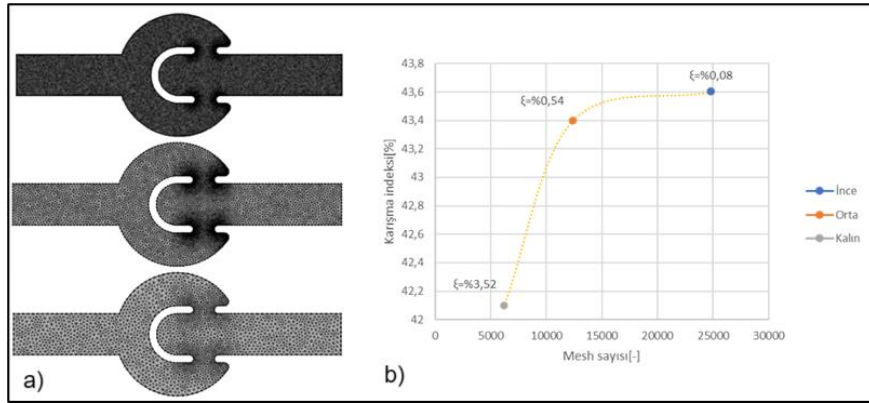 a)
b)
Karışma indeksi[%]
43,8
43,6
43,4
43,2
43
42,8
42,6
42,4
42,2
42
ξ=%0,08
ξ=%0,54
ξ=%3,52
0 5000 10000 15000 20000 25000 30000
Mesh sayısı[-]
İnce
Orta
Kalın